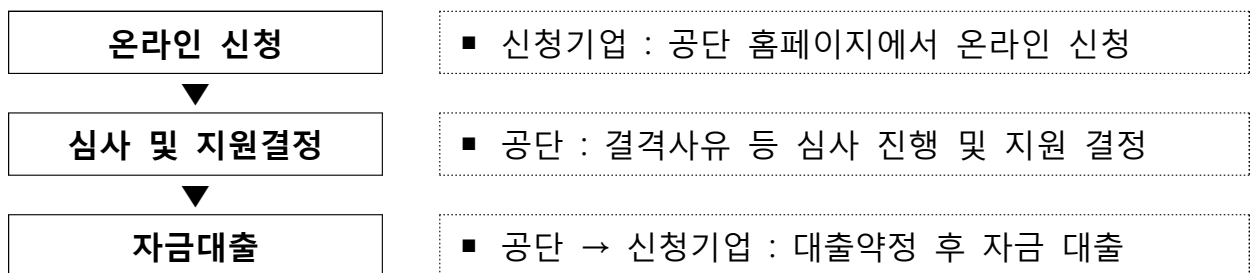 온라인 신청
■ 신청기업 : 공단 홈페이지에서 온라인 신청
▼
심사 및 지원결정
■ 공단 : 결격사유 등 심사 진행 및 지원 결정
▼
자금대출
■ 공단 → 신청기업 : 대출약정 후 자금 대출